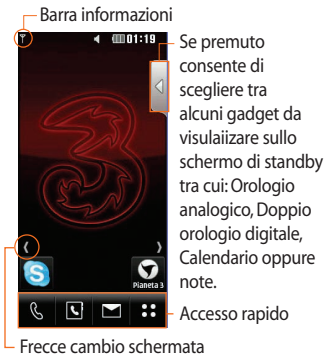 Barra informazioni
01:19
Se premuto
consente di
scegliere tra
alcuni gadget da
visulaiizzare sullo
schermo di standby
tra cui: Orologio
analogico, Doppio
orologio digitale,
Calendario oppure
note.
Pianeta 3
Accesso rapido
Frecce cambio schermata